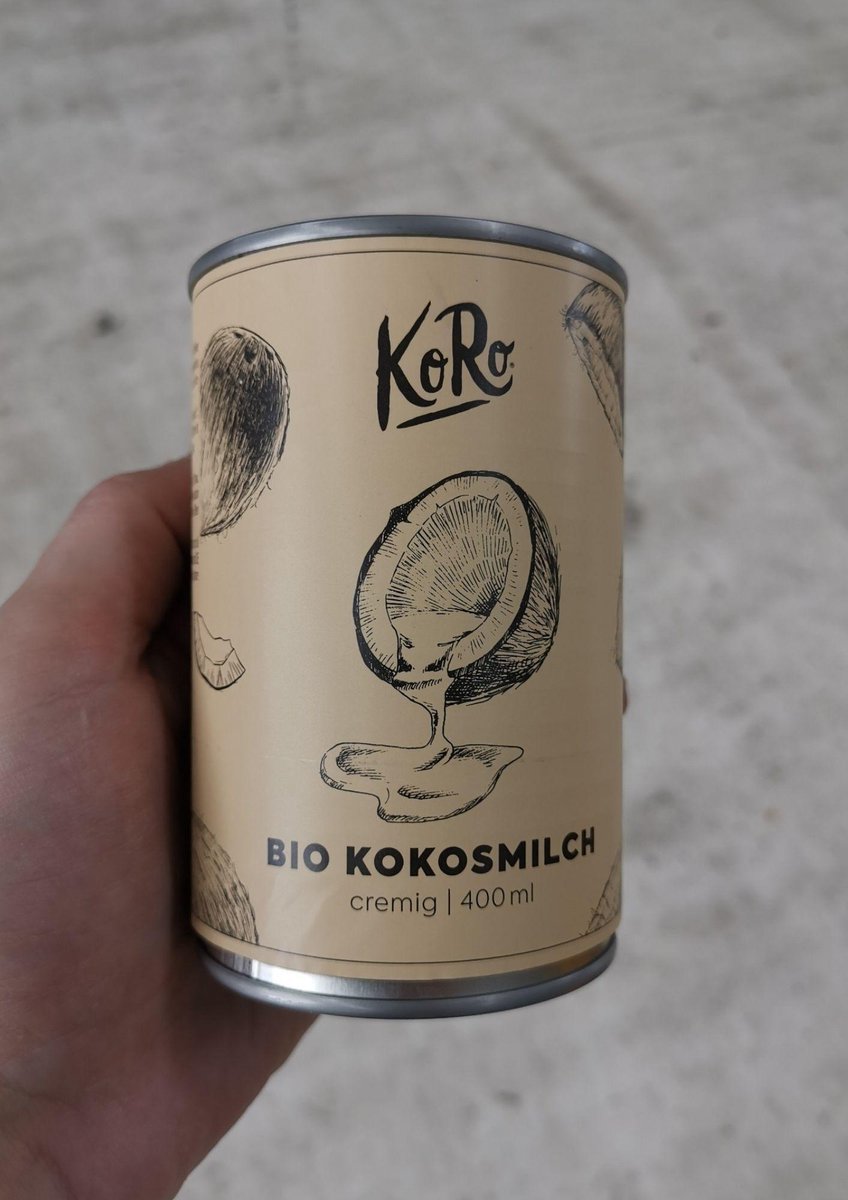 KoRo
BIO KOKOSMILCH
cremig | 400 ml